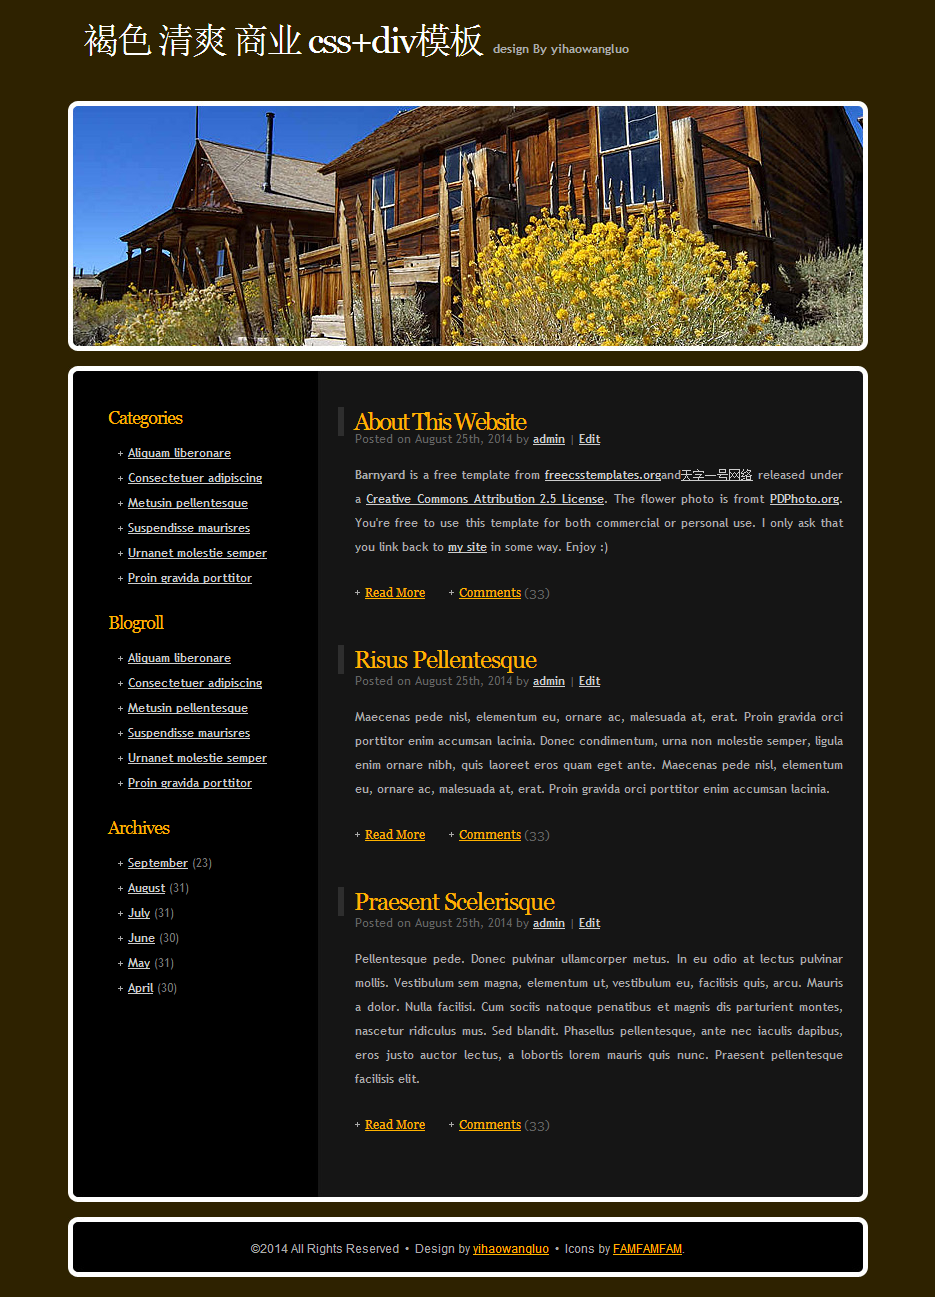 褐色 清爽 商业 css+div模板 design By yihaowangluo
Categories
+ Aliquam liberonare
+ Consectetuer adipiscing
+ Metusin pellentesque
+ Suspendisse maurisres
+ Urnanet molestie semper
+ Proin gravida porttitor
Blogroll
+ Aliquam liberonare
+ Consectetuer adipiscing
+ Metusin pellentesque
+ Suspendisse maurisres
+ Urnanet molestie semper
+ Proin gravida porttitor
Archives
+ September (23)
+ August (31)
+ July (31)
+ June (30)
+ May (31)
+ April (30)
About This Website
Posted on August 25th, 2014 by admin | Edit
Barnyard is a free template from freecsstemplates.organd天字一号网络 released under
a Creative Commons Attribution 2.5 License. The flower photo is fromt PDPhoto.org.
You're free to use this template for both commercial or personal use. I only ask that
you link back to my site in some way. Enjoy :)
+ Read More + Comments (33)
Risus Pellentesque
Posted on August 25th, 2014 by admin | Edit
Maecenas pede nisl, elementum eu, ornare ac, malesuada at, erat. Proin gravida orci
porttitor enim accumsan lacinia. Donec condimentum, urna non molestie semper, ligula
enim ornare nibh, quis laoreet eros quam eget ante. Maecenas pede nisl, elementum
eu, ornare ac, malesuada at, erat. Proin gravida orci porttitor enim accumsan lacinia.
+ Read More + Comments (33)
Praesent Scelerisque
Posted on August 25th, 2014 by admin | Edit
Pellentesque pede. Donec pulvinar ullamcorper metus. In eu odio at lectus pulvinar
mollis. Vestibulum sem magna, elementum ut, vestibulum eu, facilisis quis, arcu. Mauris
a dolor. Nulla facilisi. Cum sociis natoque penatibus et magnis dis parturient montes,
nascetur ridiculus mus. Sed blandit. Phasellus pellentesque, ante nec iaculis dapibus,
eros justo auctor lectus, a lobortis lorem mauris quis nunc. Praesent pellentesque
facilisis elit.
+ Read More + Comments (33)
©2014 All Rights Reserved • Design by yihaowangluo • Icons by FAMFAMFAM.